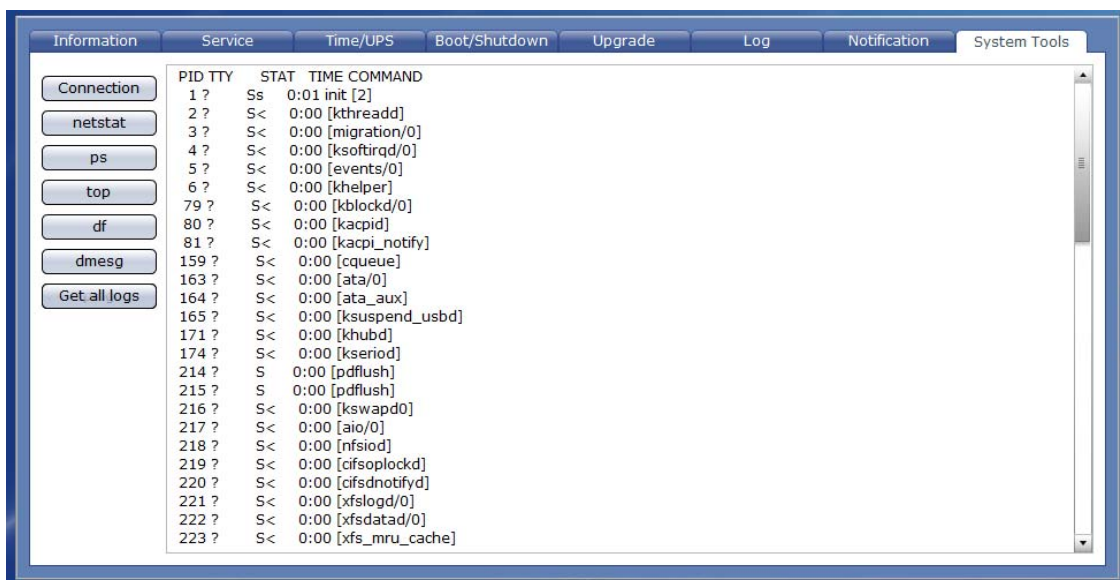 Information Service Time/UPS Boot/Shutdown Upgrade Log Notification System Tools
Connection
netstat
ps
top
df
dmesg
Get all logs
PID TTY STAT TIME COMMAND
1 ? Ss 0:01 init [2]
2 ? S< 0:00 [kthreadd]
3 ? S< 0:00 [migration/0]
4 ? S< 0:00 [ksoftirqd/0]
5 ? S< 0:00 [events/0]
6 ? S< 0:00 [khelper]
79 ? S< 0:00 [kblockd/0]
80 ? S< 0:00 [kacpid]
81 ? S< 0:00 [kacpi_notify]
159 ? S< 0:00 [cqueue]
163 ? S< 0:00 [ata/0]
164 ? S< 0:00 [ata_aux]
165 ? S< 0:00 [ksuspend_usbd]
171 ? S< 0:00 [khubd]
174 ? S< 0:00 [kseriod]
214 ? S 0:00 [pdflush]
215 ? S 0:00 [pdflush]
216 ? S< 0:00 [kswapd0]
217 ? S< 0:00 [aio/0]
218 ? S< 0:00 [nfsiod]
219 ? S< 0:00 [cifsoplockd]
220 ? S< 0:00 [cifsdnotifyd]
221 ? S< 0:00 [xfslogd/0]
222 ? S< 0:00 [xfsdatad/0]
223 ? S< 0:00 [xfs_mru_cache]